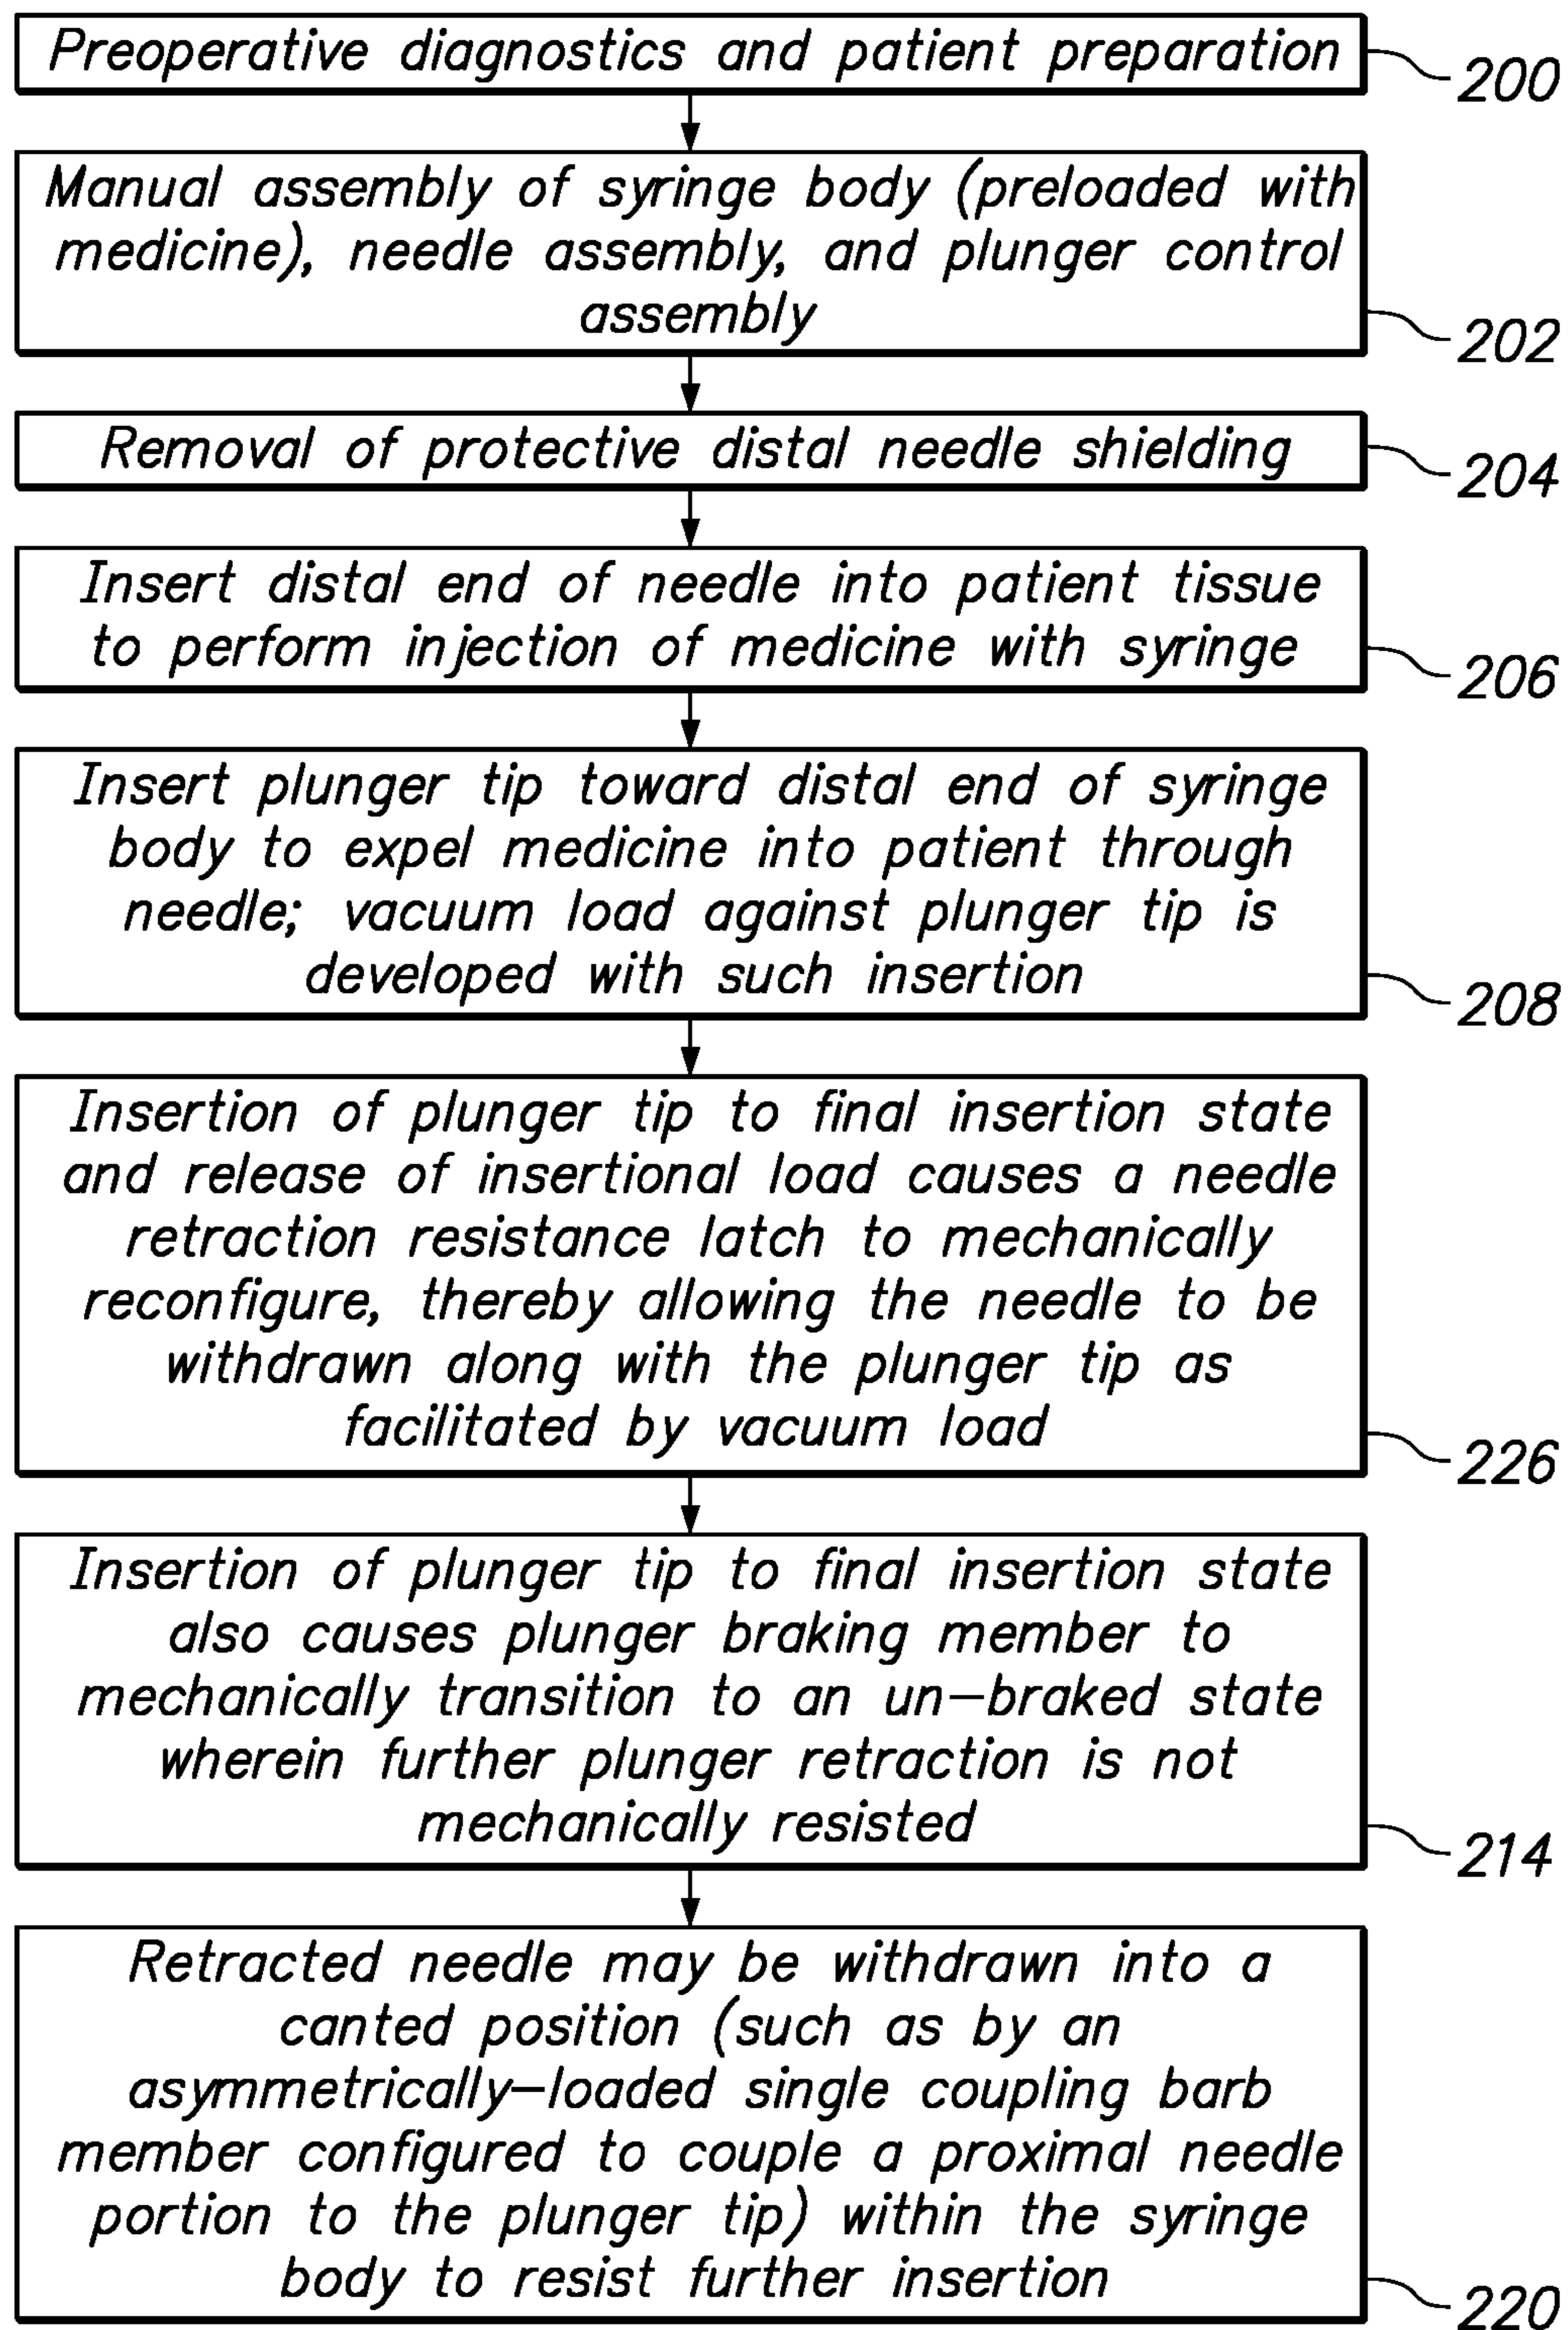 Preoperative diagnostics and patient preparation
200
Manual assembly of syringe body (preloaded with
medicine), needle assembly, and plunger control
assembly
202
Removal of protective distal needle shielding
204
Insert distal end of needle into patient tissue
to perform injection of medicine with syringe
206
Insert plunger tip toward distal end of syringe
body to expel medicine into patient through
needle; vacuum load against plunger tip is
developed with such insertion
208
Insertion of plunger tip to final insertion state
and release of insertional load causes a needle
retraction resistance latch to mechanically
reconfigure, thereby allowing the needle to be
withdrawn along with the plunger tip as
facilitated by vacuum load
226
Insertion of plunger tip to final insertion state
also causes plunger braking member to
mechanically transition to an un-braked state
wherein further plunger retraction is not
mechanically resisted
214
Retracted needle may be withdrawn into a
canted position (such as by an
asymmetrically-loaded single coupling barb
member configured to couple a proximal needle
portion to the plunger tip) within the syringe
body to resist further insertion
220